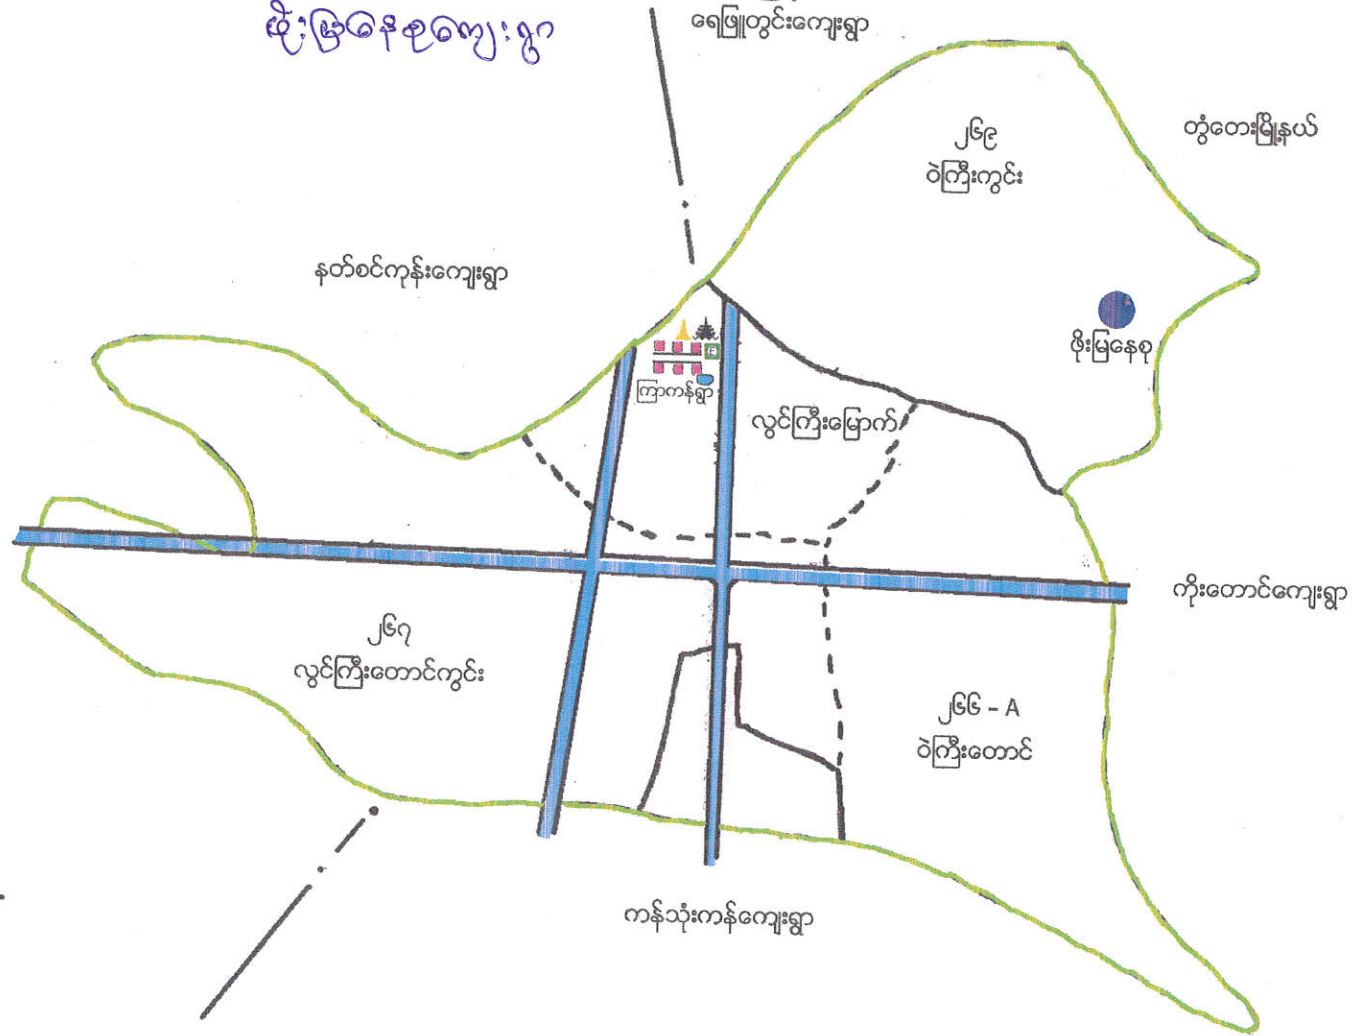 ဖိုးမြနေစုကျေးရွာ
ရေဖြူတွင်းကျေးရွာ
တွံတေးမြို့နယ်
၂၆၉
ဝဲကြီးကွင်း
နတ်စင်ကုန်းကျေးရွာ
ဖိုးမြနေစု
E
ကြာကန်ရွာ
လွင်ကြီးမြောက်
ကိုးတောင်ကျေးရွာ
၂၆၇
လွင်ကြီးတောင်ကွင်း
၂၆၆ - A
ဝဲကြီးတောင်
ကန်သုံးကန်ကျေးရွာ